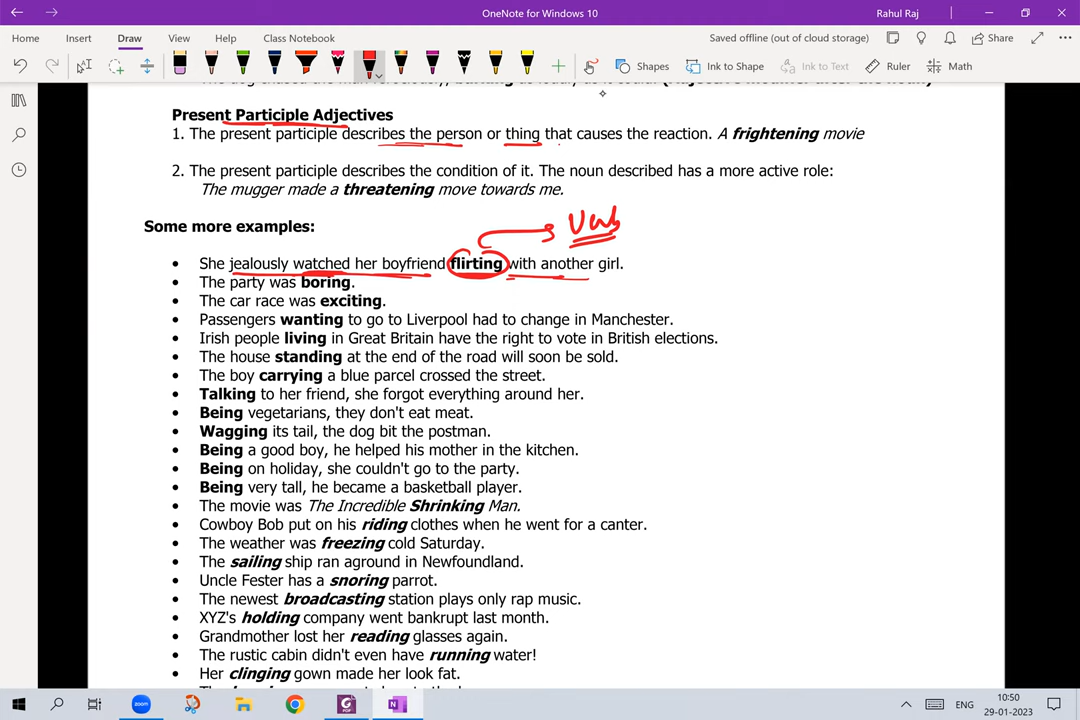 OneNote for Windows 10
Rahul Raj
Home Insert Draw View Help Class Notebook
Saved offline (out of cloud storage)
Share
Shapes
Ink to Shape
Ink to Text
Ruler
Math
Present Participle Adjectives
1. The present participle describes the person or thing that causes the reaction. A frightening movie
2. The present participle describes the condition of it. The noun described has a more active role:
The mugger made a threatening move towards me.
Verb
Some more examples:
• She jealously watched her boyfriend flirting with another girl.
• The party was boring.
• The car race was exciting.
• Passengers wanting to go to Liverpool had to change in Manchester.
• Irish people living in Great Britain have the right to vote in British elections.
• The house standing at the end of the road will soon be sold.
• The boy carrying a blue parcel crossed the street.
• Talking to her friend, she forgot everything around her.
• Being vegetarians, they don't eat meat.
• Wagging its tail, the dog bit the postman.
• Being a good boy, he helped his mother in the kitchen.
• Being on holiday, she couldn't go to the party.
• Being very tall, he became a basketball player.
• The movie was The Incredible Shrinking Man.
• Cowboy Bob put on his riding clothes when he went for a canter.
• The weather was freezing cold Saturday.
• The sailing ship ran aground in Newfoundland.
• Uncle Fester has a snoring parrot.
• The newest broadcasting station plays only rap music.
• XYZ's holding company went bankrupt last month.
• Grandmother lost her reading glasses again.
• The rustic cabin didn't even have running water!
• Her clinging gown made her look fat.
zoom
PDF
ENG
10:50
29-01-2023